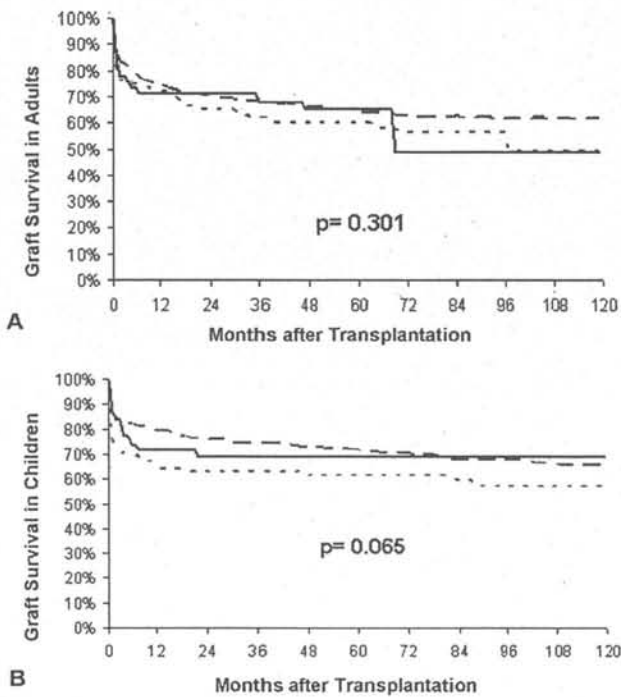 Graft Survival in Adults
100%
90%
80%
70%
60%
50%
40%
30%
20%
10%
0%
p= 0.301
0 12 24 36 48 60 72 84 96 108 120
Months after Transplantation
A
Graft Survival in Children
100%
90%
80%
70%
60%
50%
40%
30%
20%
10%
0%
p= 0.065
0 12 24 36 48 60 72 84 96 108 120
Months after Transplantation
B